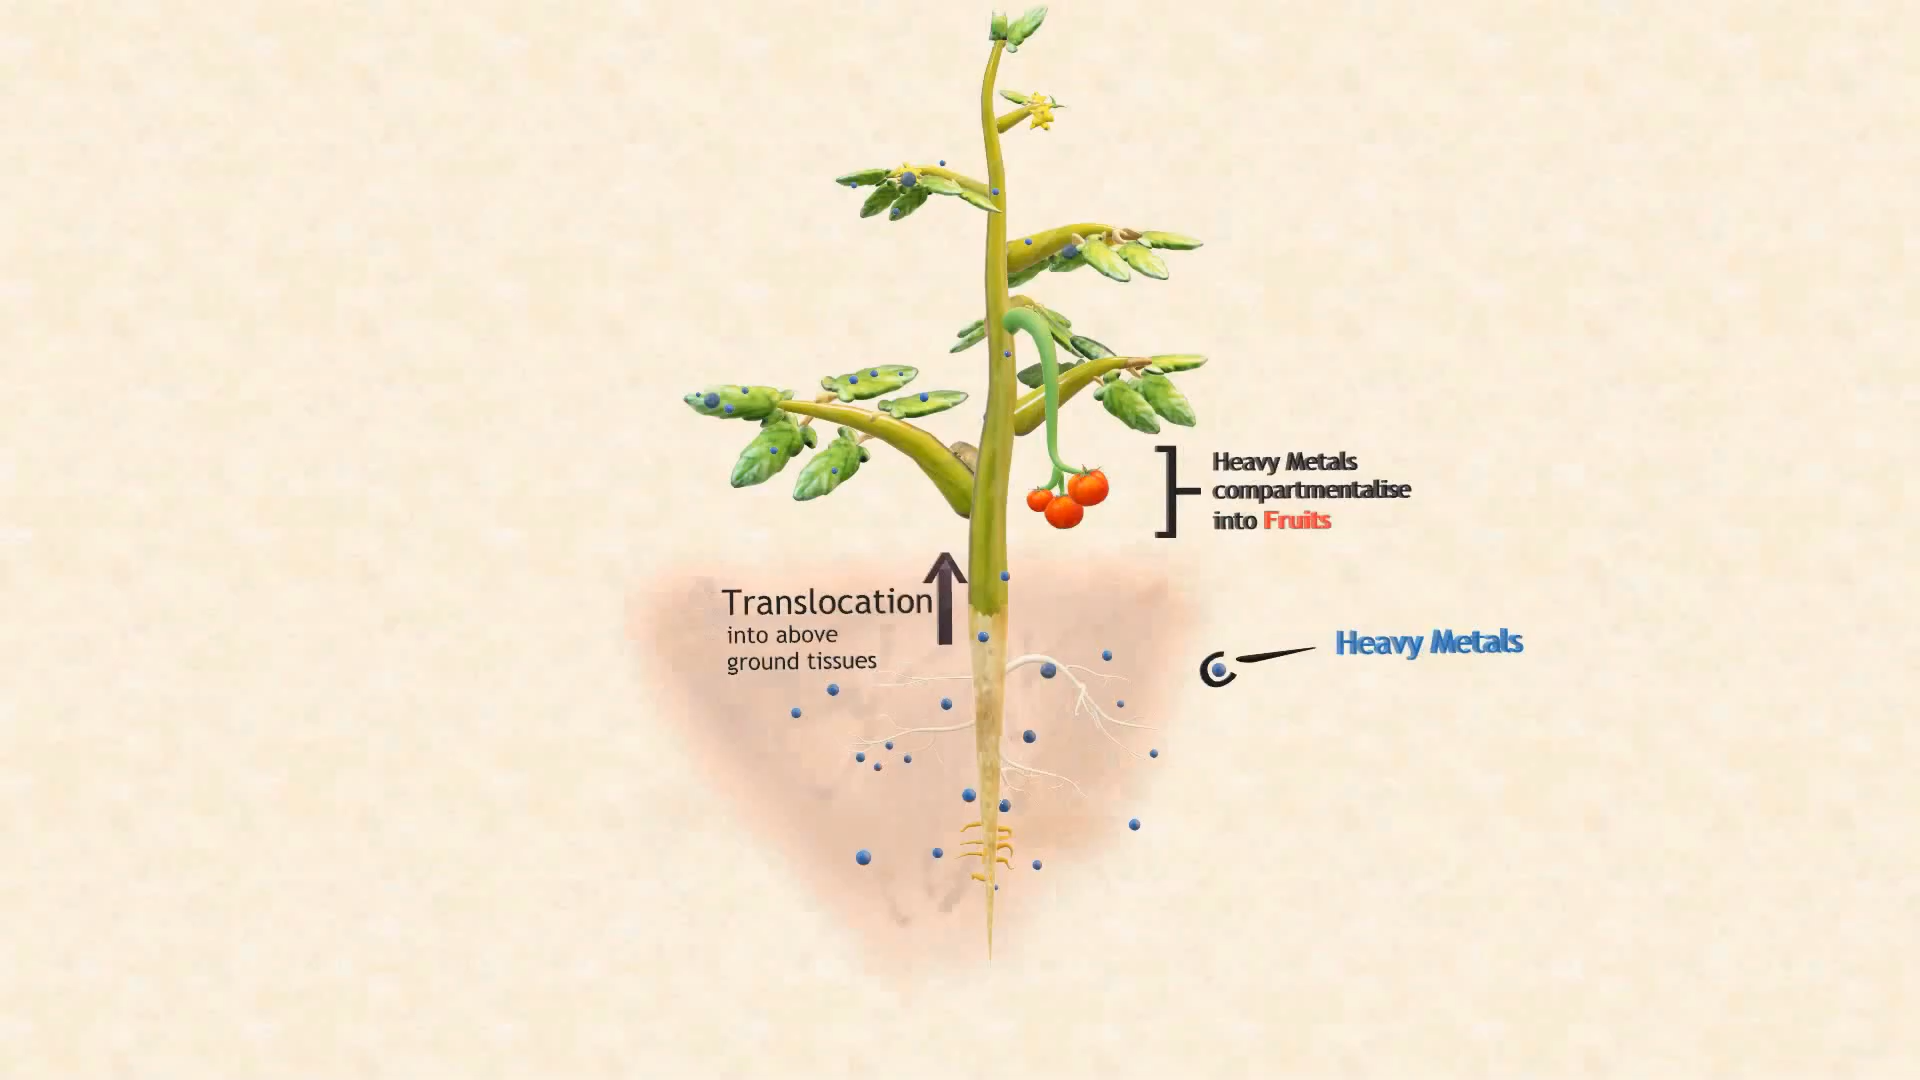 Heavy Metals
compartmentalise
into Fruits
Translocation
into above
ground tissues
Heavy Metals